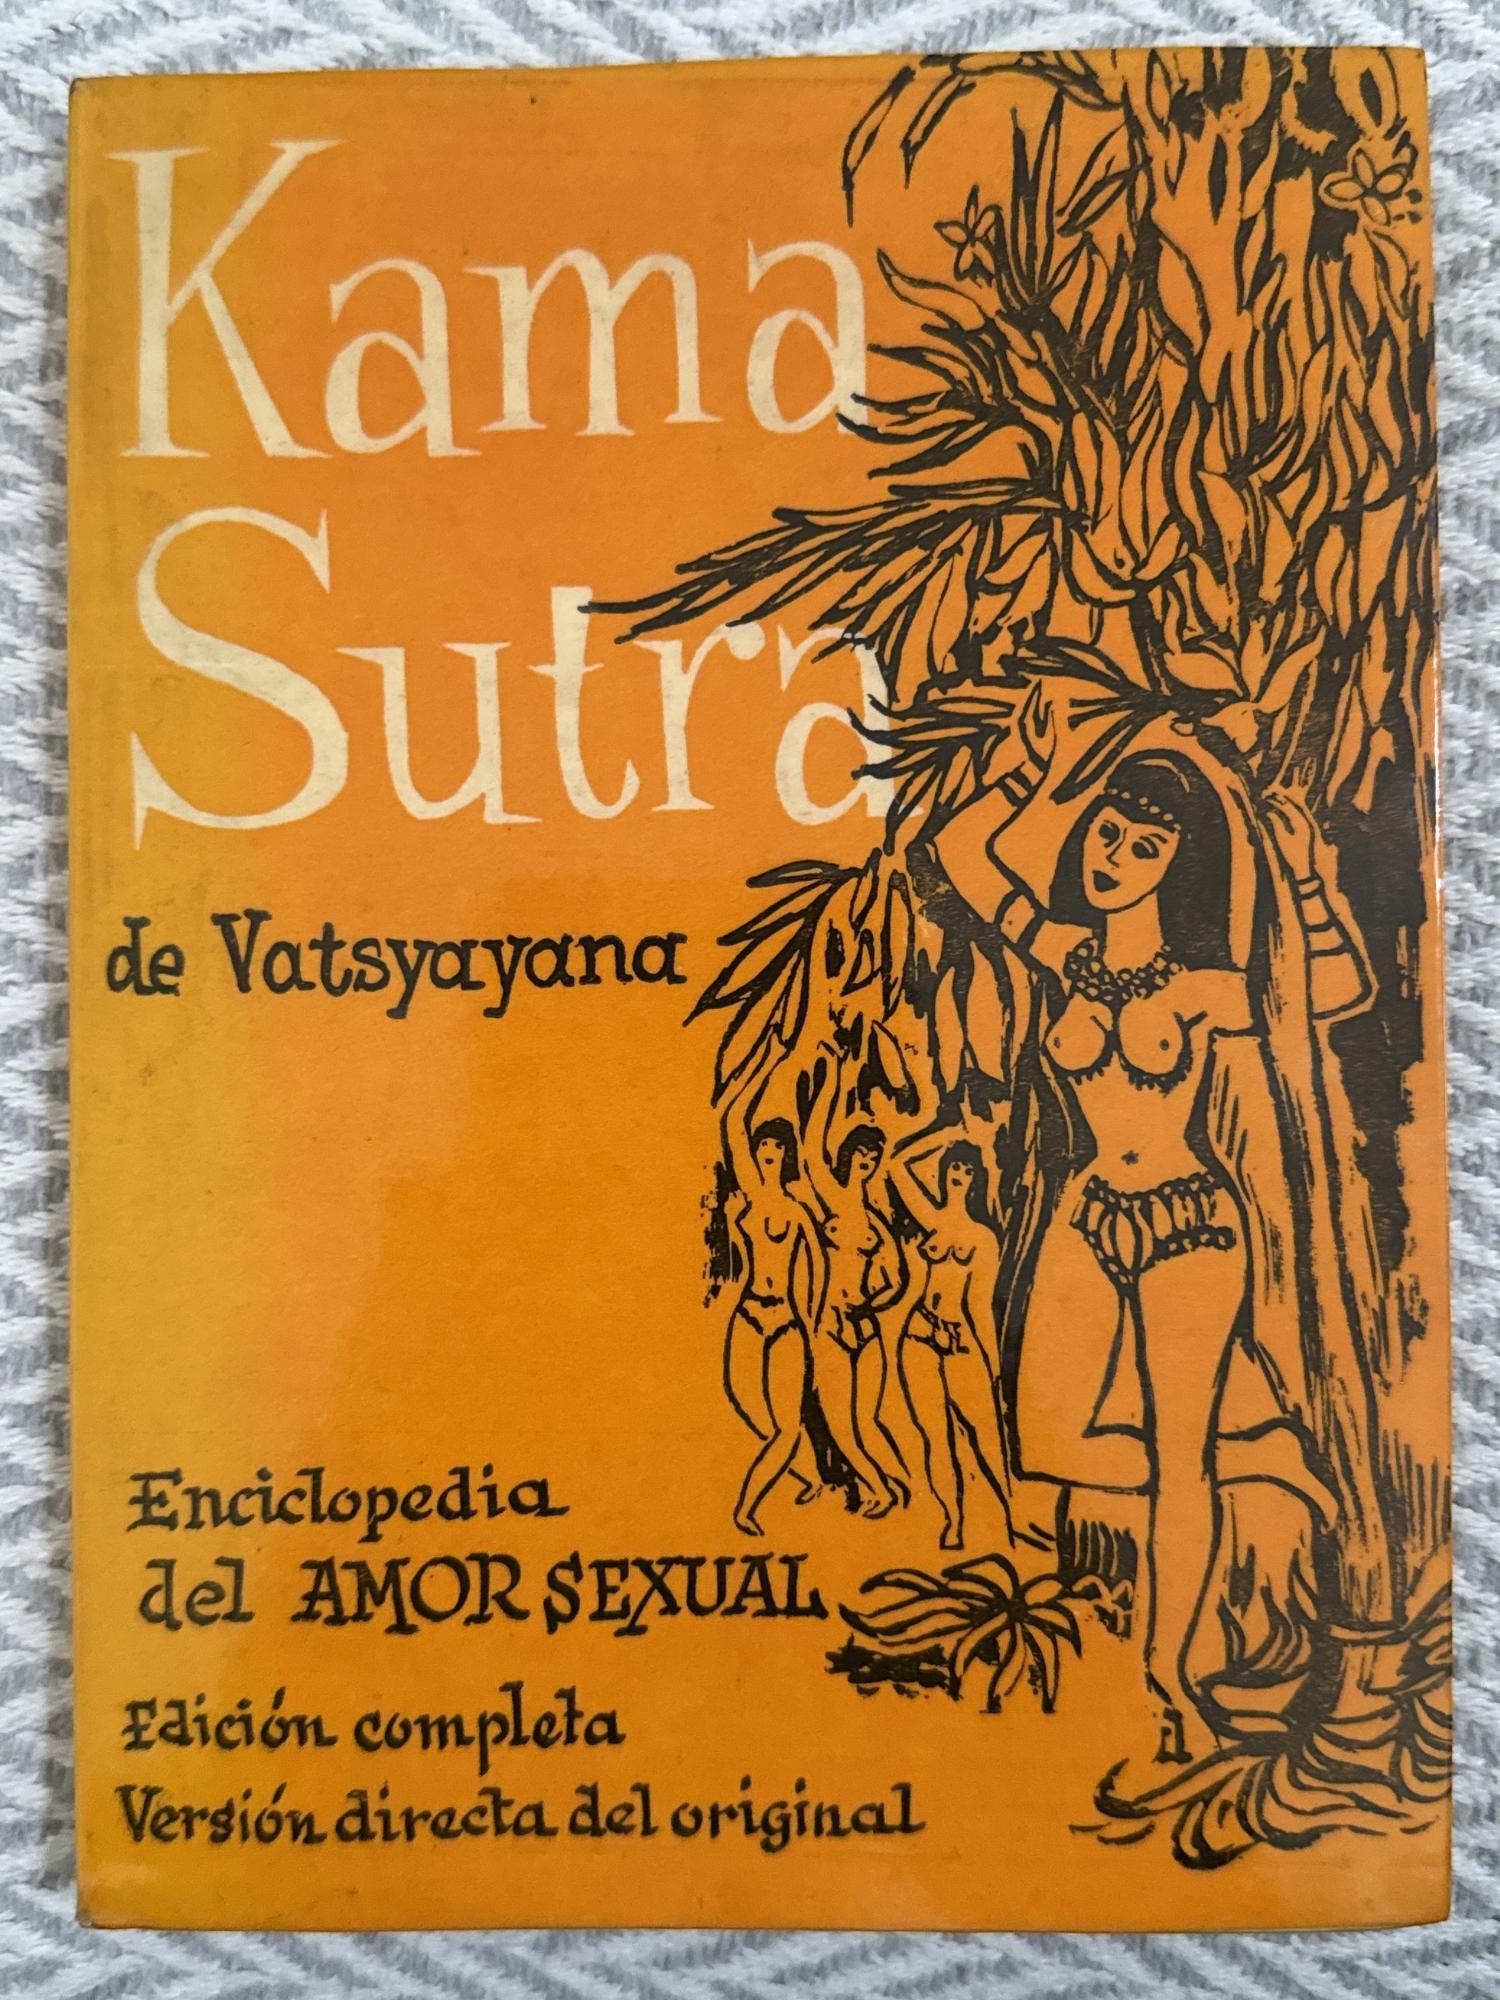 Kama
Sutra
de Vatsyayana
Enciclopedia
del AMOR SEXUAL
Edición completa
Versión directa del original